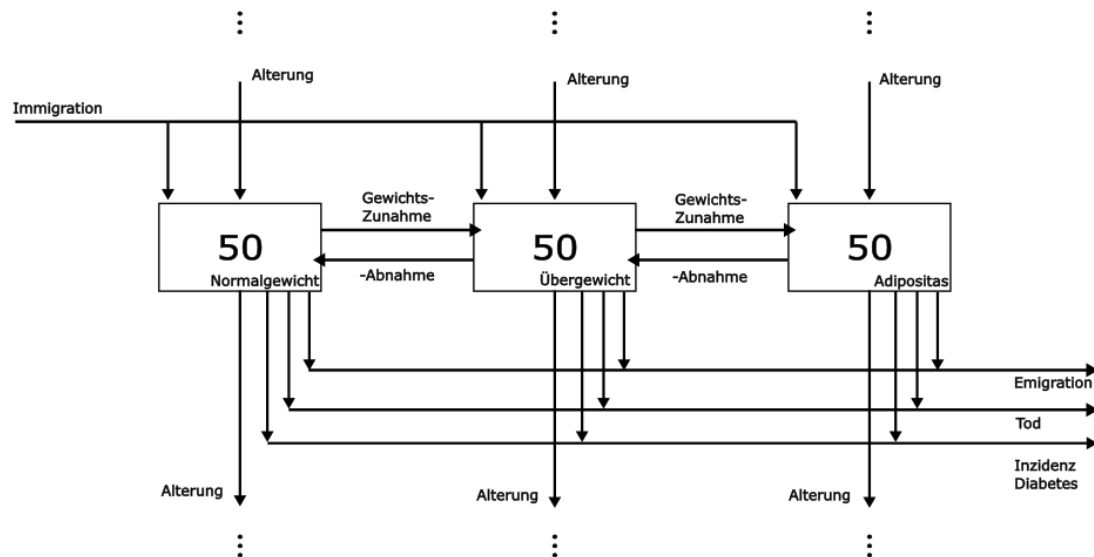 Alterung
Alterung
Alterung
Immigration
Gewichts-
Zunahme
Gewichts-
Zunahme
50
50
50
-Abnahme
-Abnahme
Normalgewicht
Übergewicht
Adipositas
Emigration
Tod
Inzidenz
Diabetes
Alterung
Alterung
Alterung